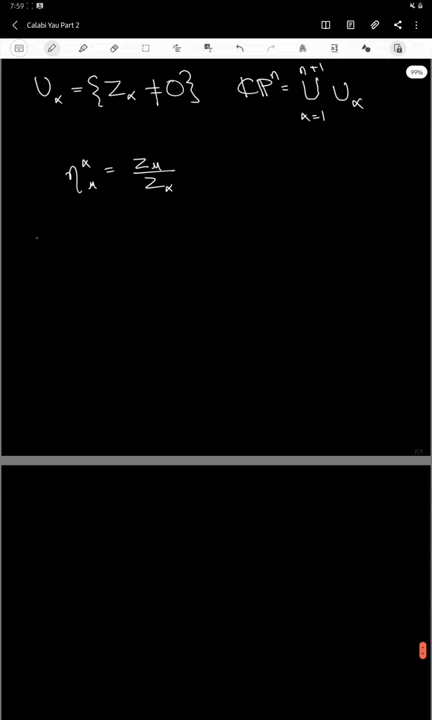 7:59
Calabi Yau Part 2
99%
U_α = {Z_α ≠ 0} ℂℙ^n = ⋃_{α=1}^{n+1} U_α
η^α_μ = Z_μ / Z_α